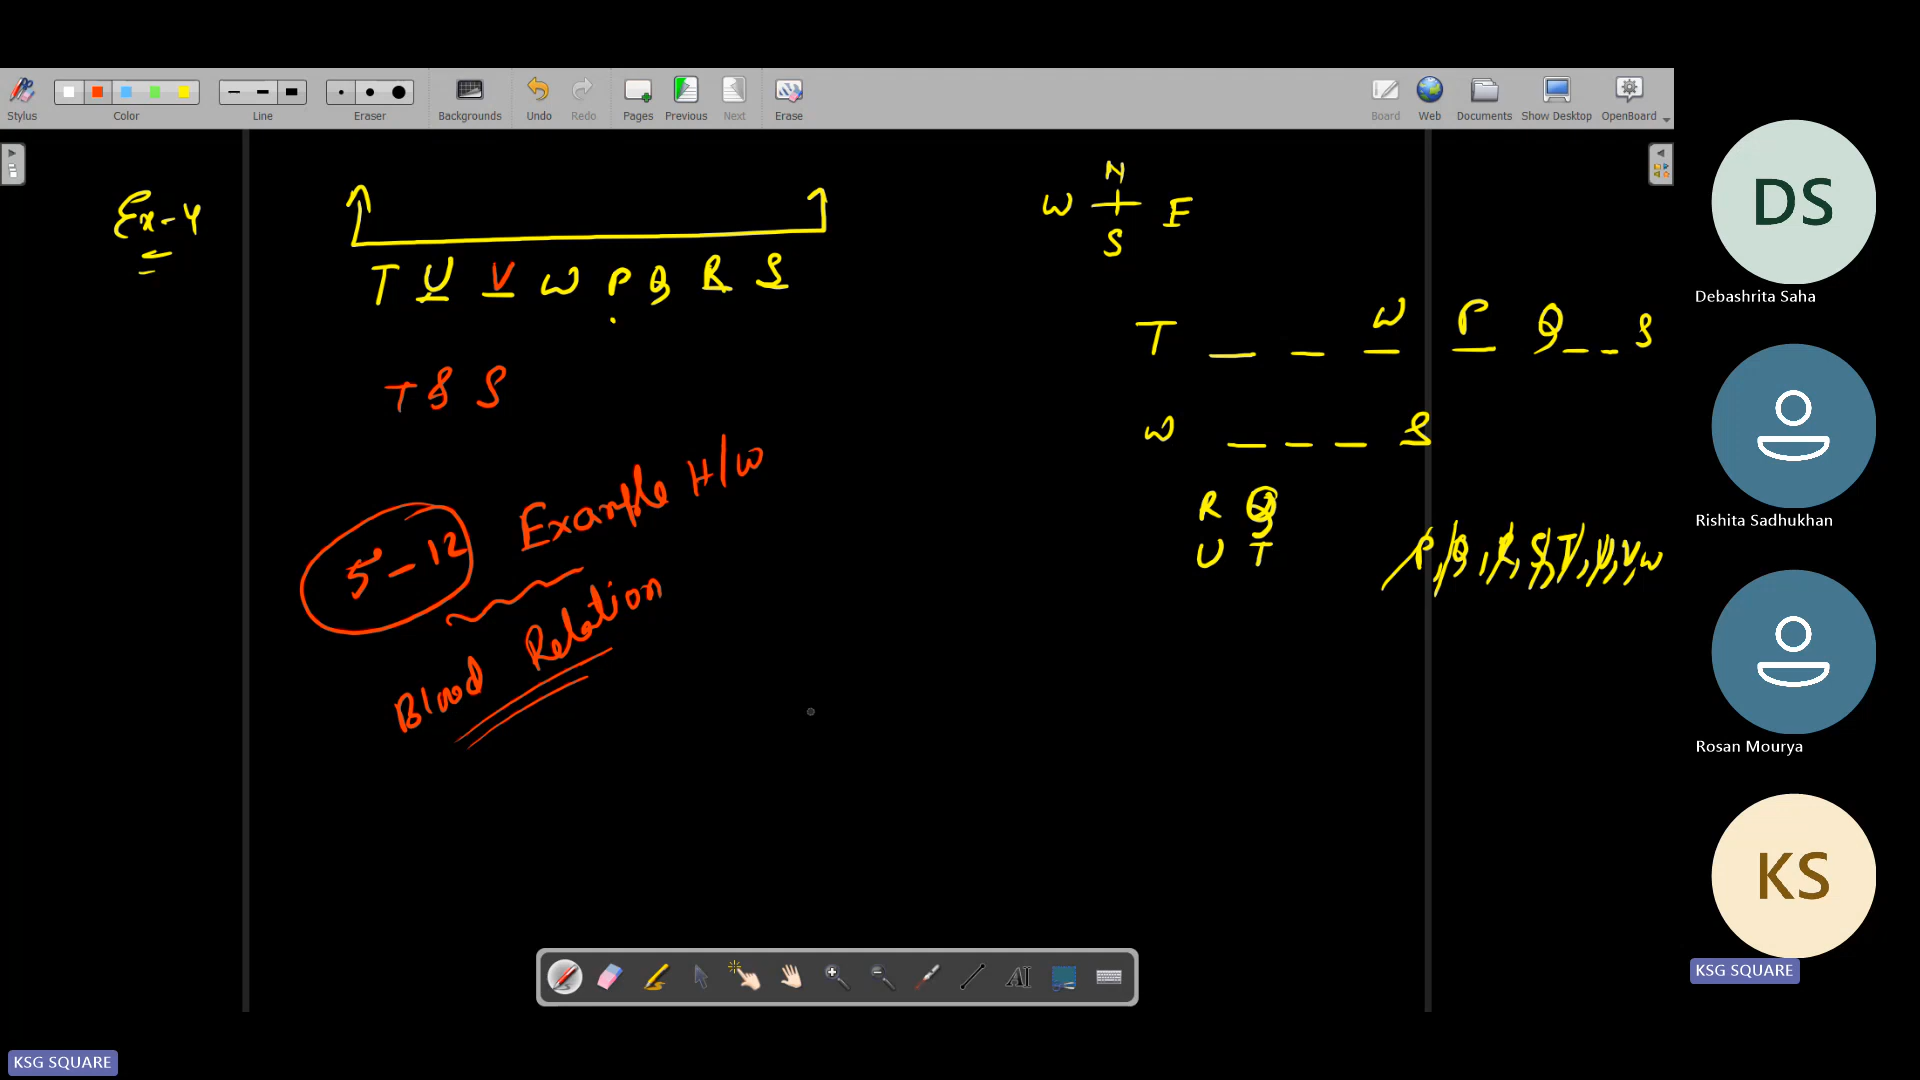 Stylus Color Line Eraser Backgrounds Undo Redo Pages Previous Next Erase Board Web Documents Show Desktop OpenBoard
Ex-4
T U V W P Q R S
N
W E
S
T _ _ W P Q _ _ S
T & S
W _ _ _ S
5-12 Example H/W
R Q
U T
P, Q, R, S, T, U, V, W
Blood Relation
DS
Debashrita Saha
Rishita Sadhukhan
Rosan Mourya
KS
KSG SQUARE
AI
KSG SQUARE